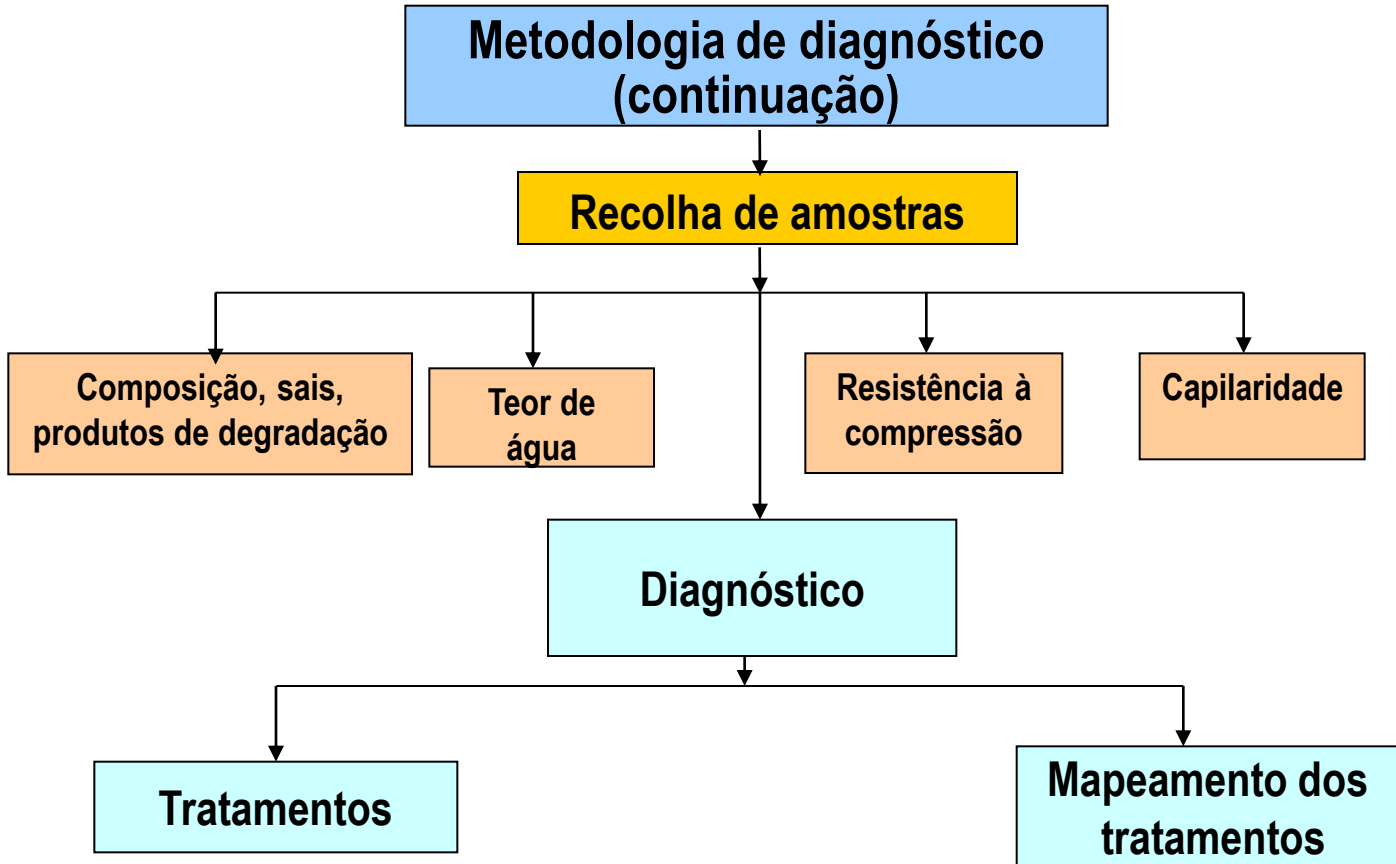 Metodologia de diagnóstico
(continuação)
Recolha de amostras
Composição, sais,
produtos de degradação
Teor de
água
Resistência à
compressão
Capilaridade
Diagnóstico
Tratamentos
Mapeamento dos
tratamentos